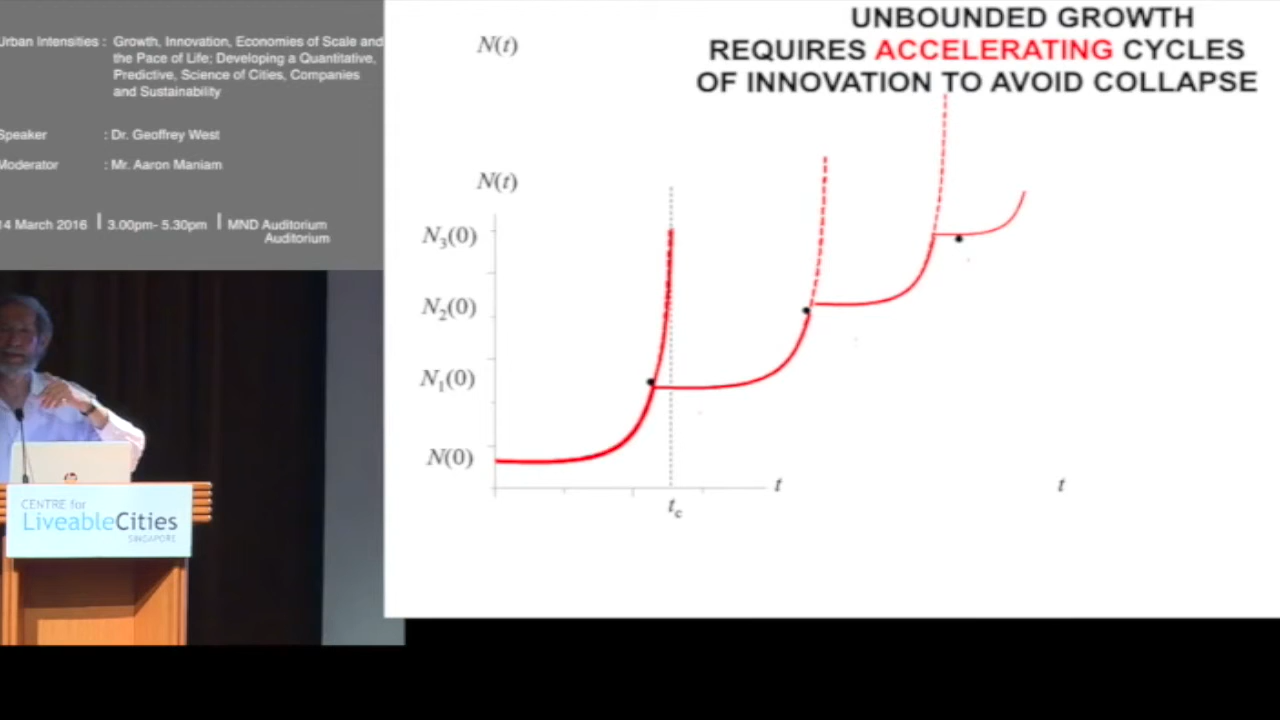 Urban Intensities : Growth, Innovation, Economies of Scale and
the Pace of Life; Developing a Quantitative,
Predictive, Science of Cities, Companies
and Sustainability
Speaker : Dr. Geoffrey West
Moderator : Mr. Aaron Maniam
14 March 2016 | 3.00pm- 5.30pm | MND Auditorium
Auditorium
CENTRE for
LiveableCities
SINGAPORE
UNBOUNDED GROWTH
REQUIRES ACCELERATING CYCLES
OF INNOVATION TO AVOID COLLAPSE
N(t)
N(t)
N₃(0)
N₂(0)
N₁(0)
N(0)
t
t
t꜀